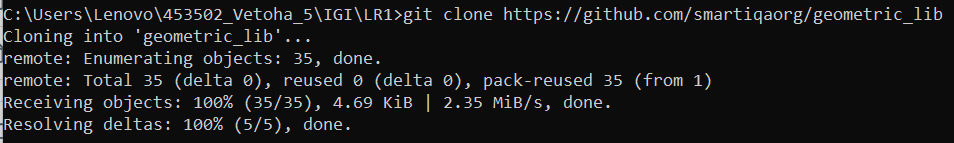 C:\Users\Lenovo\453502_Vetoha_5\IGI\LR1>git clone https://github.com/smartiqaorg/geometric_lib
Cloning into 'geometric_lib'...
remote: Enumerating objects: 35, done.
remote: Total 35 (delta 0), reused 0 (delta 0), pack-reused 35 (from 1)
Receiving objects: 100% (35/35), 4.69 KiB | 2.35 MiB/s, done.
Resolving deltas: 100% (5/5), done.